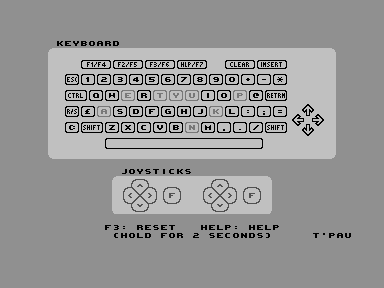 KEYBOARD
F1/F4 F2/F5 F3/F6 HLP/F7 CLEAR INSERT
ESC 1 2 3 4 5 6 7 8 9 0 + - *
CTRL Q W E R T Y U I O P @ RETRN
R/S £ A S D F G H J K L : ; =
C SHIFT Z X C V B N M , . / SHIFT
JOYSTICKS
F F
F3: RESET HELP: HELP
(HOLD FOR 2 SECONDS) T'PAU